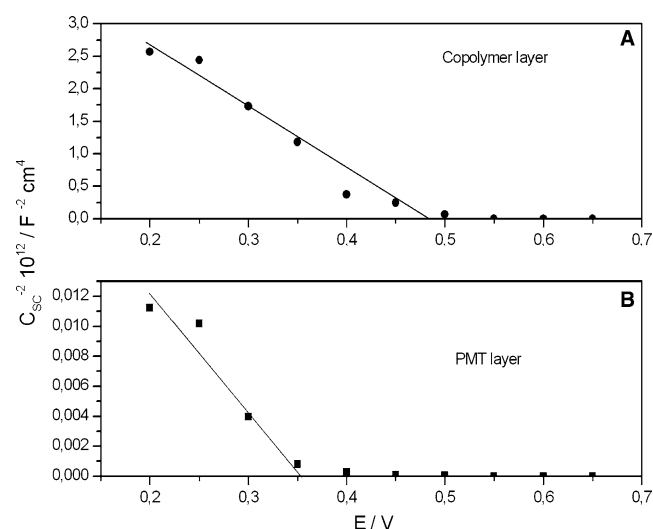 3,0
A
2,5
Copolymer layer
2,0
1,5
1,0
0,5
0,0
0,2 0,3 0,4 0,5 0,6 0,7
C_SC^-2 10^12 / F^-2 cm^4
B
0,012
0,010
0,008
PMT layer
0,006
0,004
0,002
0,000
0,2 0,3 0,4 0,5 0,6 0,7
E / V